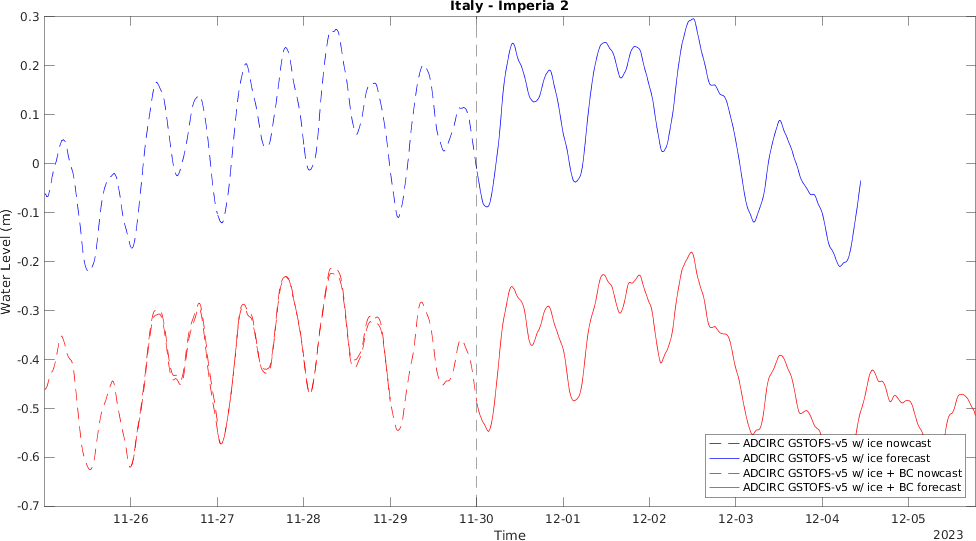 Italy - Imperia 2
Water Level (m)
0.3
0.2
0.1
0
-0.1
-0.2
-0.3
-0.4
-0.5
-0.6
-0.7
ADCIRC GSTOFS-v5 w/ ice nowcast
ADCIRC GSTOFS-v5 w/ ice forecast
ADCIRC GSTOFS-v5 w/ ice + BC nowcast
ADCIRC GSTOFS-v5 w/ ice + BC forecast
11-26 11-27 11-28 11-29 11-30 12-01 12-02 12-03 12-04 12-05
Time
2023